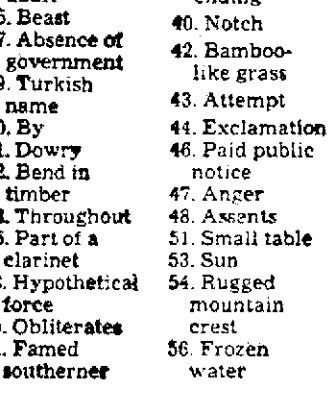 5. Beast
7. Absence of
government
9. Turkish
name
0. By
1. Dowry
2. Bend in
timber
4. Throughout
5. Part of a
clarinet
Hypothetical
force
Obliterates
Famed
southerner
ending
40. Notch
42. Bamboo-
like grass
43. Attempt
44. Exclamation
46. Paid public
notice
47. Anger
48. Assents
51. Small table
53. Sun
54. Rugged
mountain
crest
56. Frozen
water